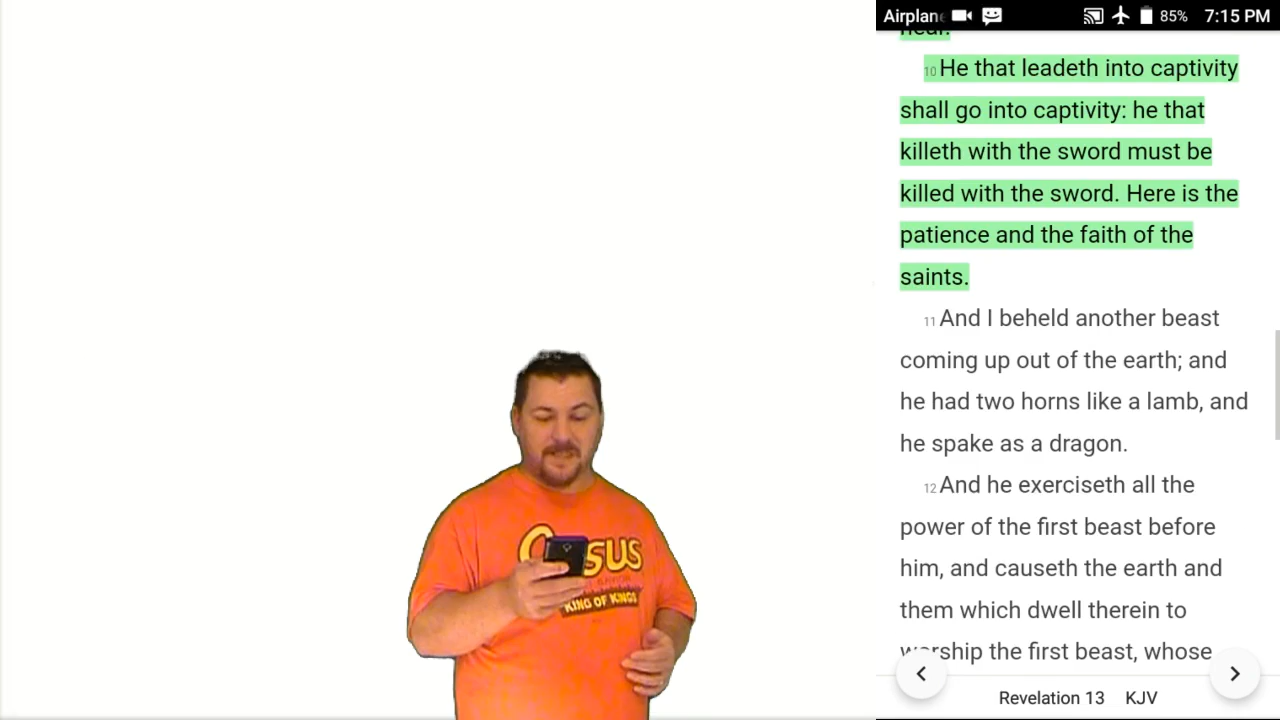 Airplan
85%
7:15 PM
10 He that leadeth into captivity
shall go into captivity: he that
killeth with the sword must be
killed with the sword. Here is the
patience and the faith of the
saints.
11 And I beheld another beast
coming up out of the earth; and
he had two horns like a lamb, and
he spake as a dragon.
12 And he exerciseth all the
power of the first beast before
him, and causeth the earth and
them which dwell therein to
worship the first beast, whose
Revelation 13 KJV
KING OF KINGS